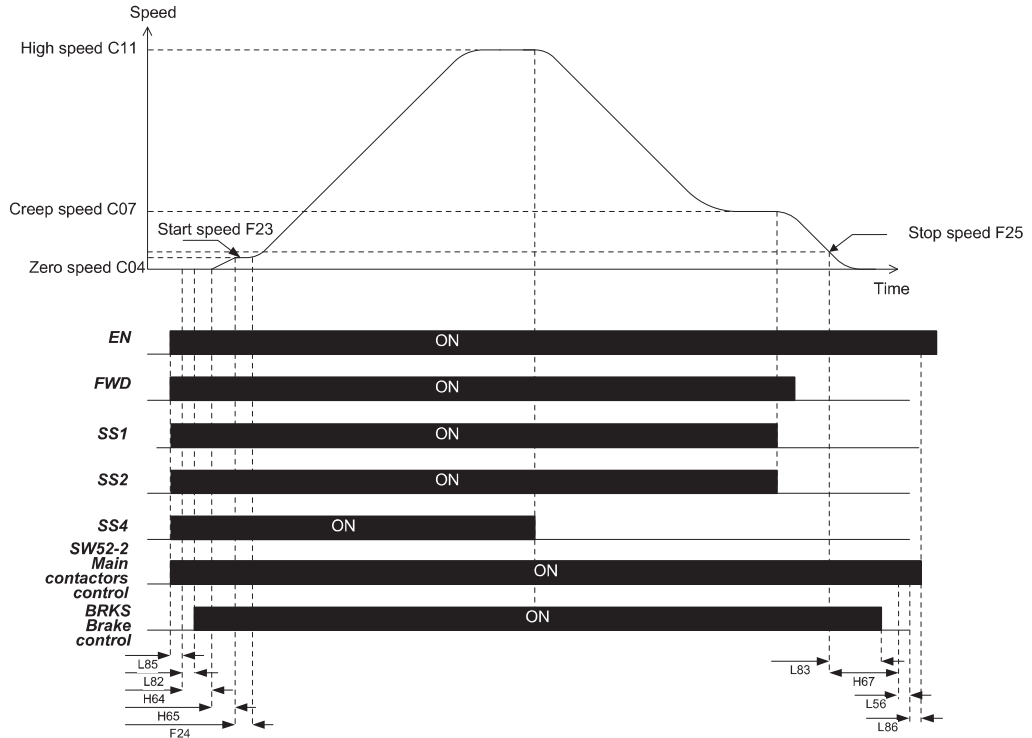 Speed
High speed C11
Creep speed C07
Start speed F23
Stop speed F25
Zero speed C04
Time
EN
ON
FWD
ON
SS1
ON
SS2
ON
SS4
ON
SW52-2
Main
contactors
control
ON
BRKS
Brake
control
ON
L85
L83
H67
L82
H64
L56
H65
L86
F24